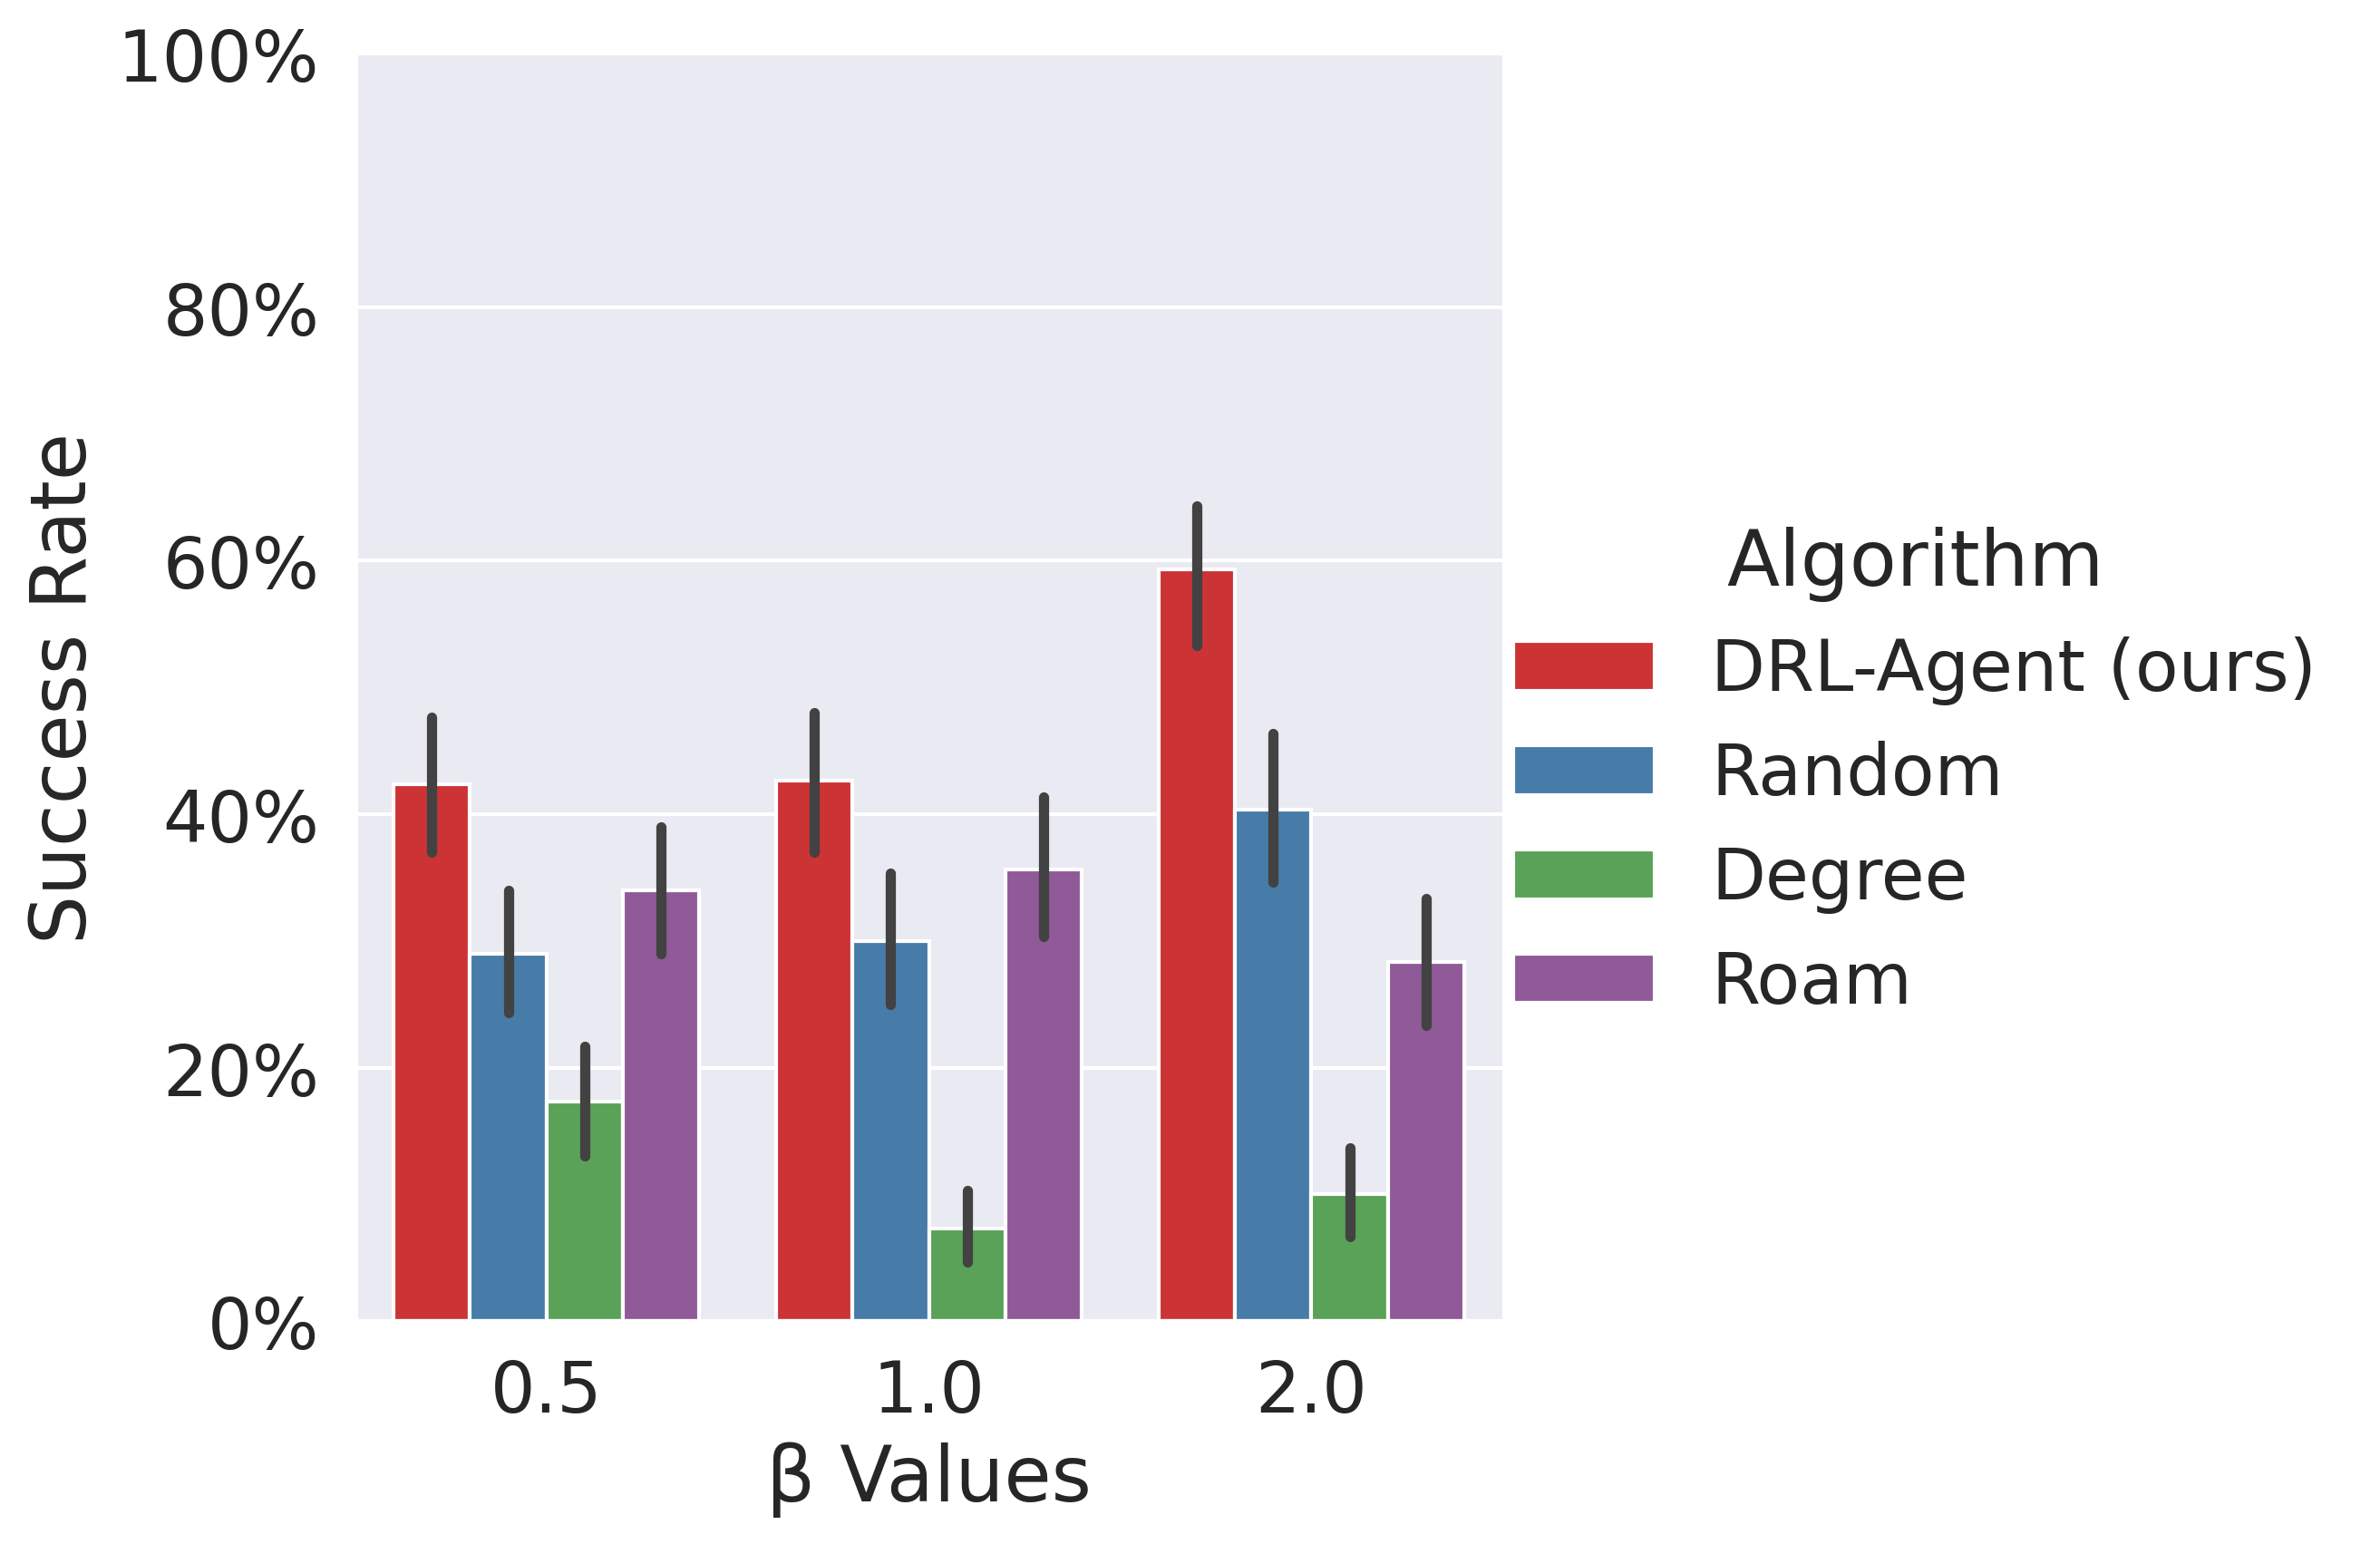 100%
80%
60%
40%
20%
0%
Success Rate
0.5 1.0 2.0
β Values
Algorithm
DRL-Agent (ours)
Random
Degree
Roam